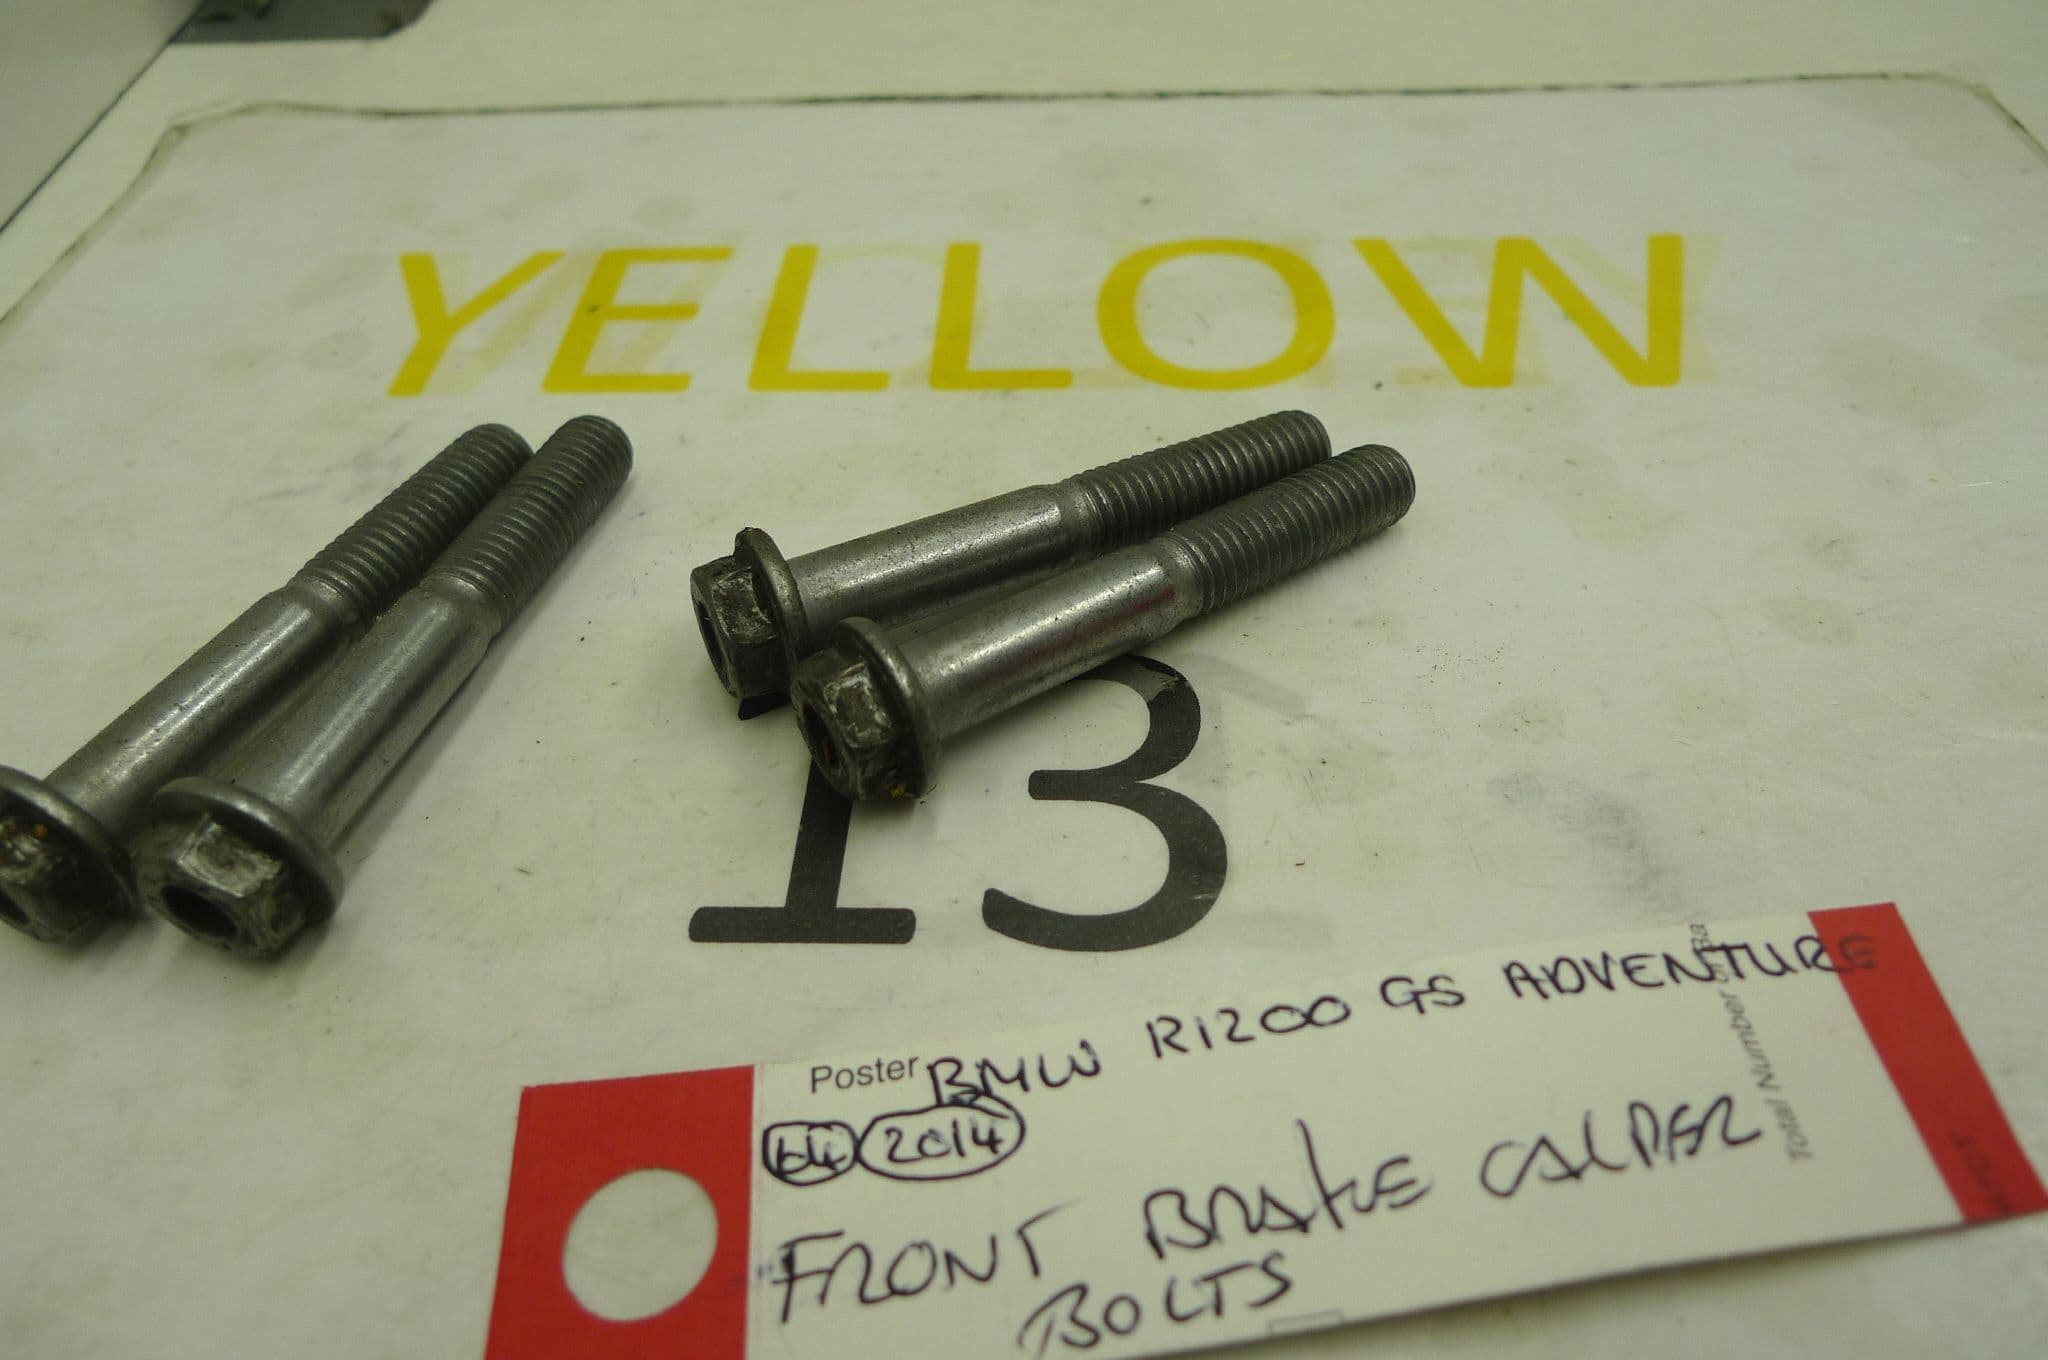 YELLOW
13
Poster BMW R1200 GS ADVENTURE
64 2014
FRONT BRAKE CALIPER
BOLTS
Total Number